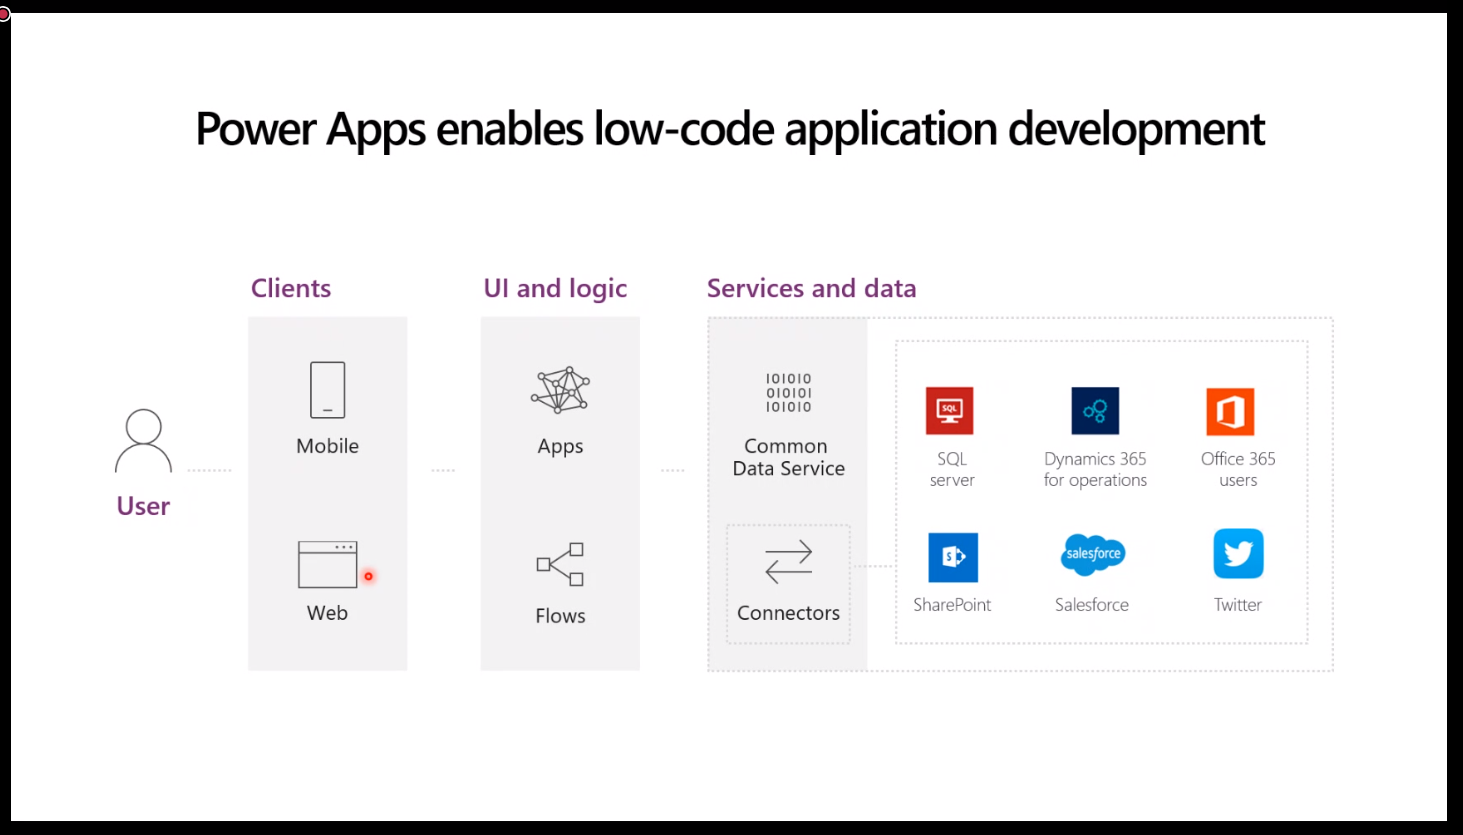 Power Apps enables low-code application development
Clients
UI and logic
Services and data
User
Mobile
Web
Apps
Flows
101010
010101
101010
Common
Data Service
Connectors
SQL
SQL
server
Dynamics 365
for operations
Office 365
users
S
SharePoint
salesforce
Salesforce
Twitter